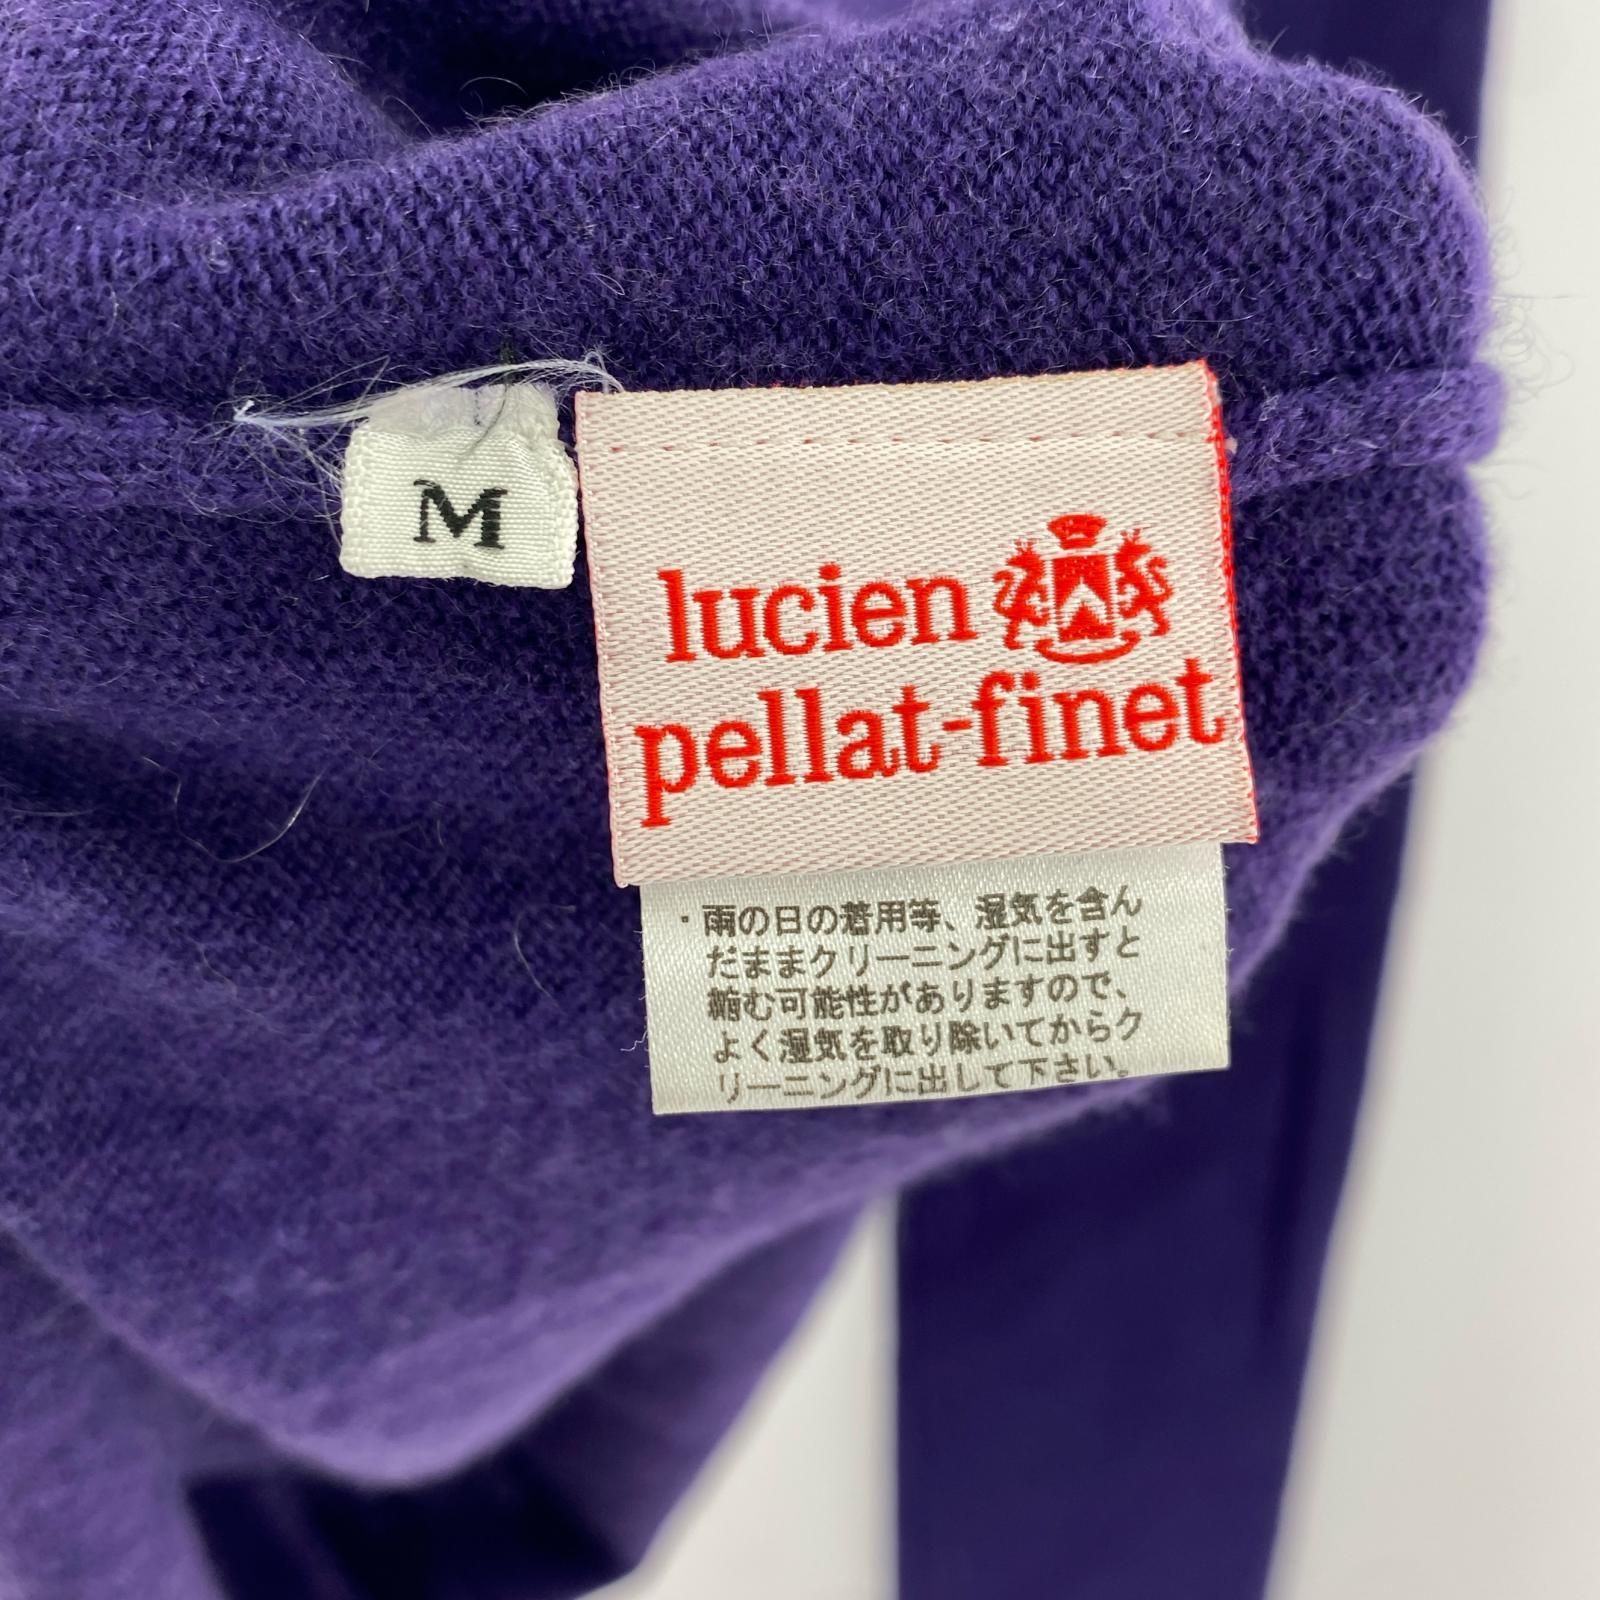 M
lucien
pellat-finet
・雨の日の着用等、湿気を含ん
だままクリーニングに出すと
縮む可能性がありますので、
よく湿気を取り除いてからク
リーニングに出して下さい。